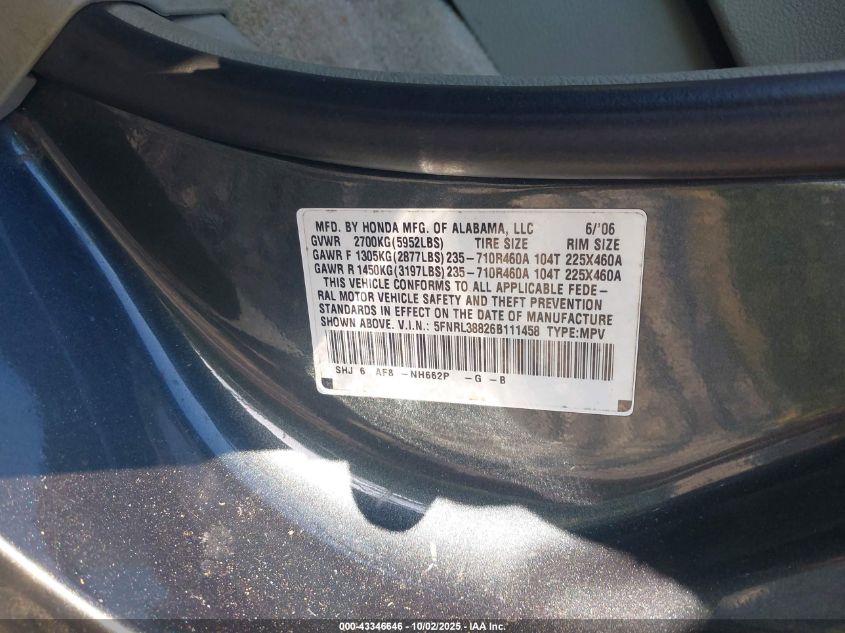 MFD. BY HONDA MFG. OF ALABAMA, LLC 6/'06
GVWR 2700KG(5952LBS) TIRE SIZE RIM SIZE
GAWR F 1305KG(2877LBS)235-710R460A 104T 225X460A
GAWR R 1450KG(3197LBS)235-710R460A 104T 225X460A
THIS VEHICLE CONFORMS TO ALL APPLICABLE FEDE-
RAL MOTOR VEHICLE SAFETY AND THEFT PREVENTION
STANDARDS IN EFFECT ON THE DATE OF MANUFACTURE
SHOWN ABOVE. V.I.N.: 5FNRL38826B111458 TYPE:MPV
SHJ 6 AF8 -NH662P -G -B
000-43346646 - 10/02/2025 - © IAA Inc.